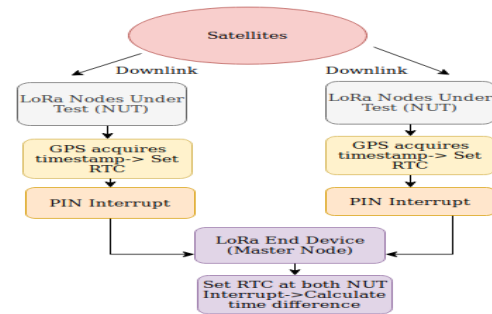 Satellites
Downlink
Downlink
LoRa Nodes Under
Test (NUT)
GPS acquires
timestamp-> Set
RTC
PIN Interrupt
LoRa Nodes Under
Test (NUT)
GPS acquires
timestamp-> Set
RTC
PIN Interrupt
LoRa End Device
(Master Node)
Set RTC at both NUT
Interrupt->Calculate
time difference